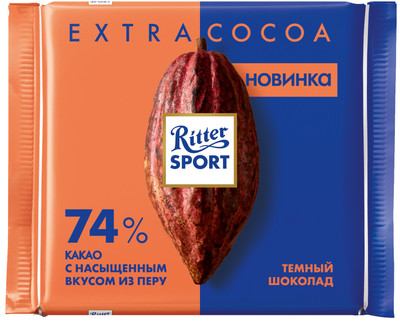 EXTRA COCOA
НОВИНКА
Ritter
SPORT
74%
КАКАО
С НАСЫЩЕННЫМ
ВКУСОМ ИЗ ПЕРУ
ТЕМНЫЙ
ШОКОЛАД